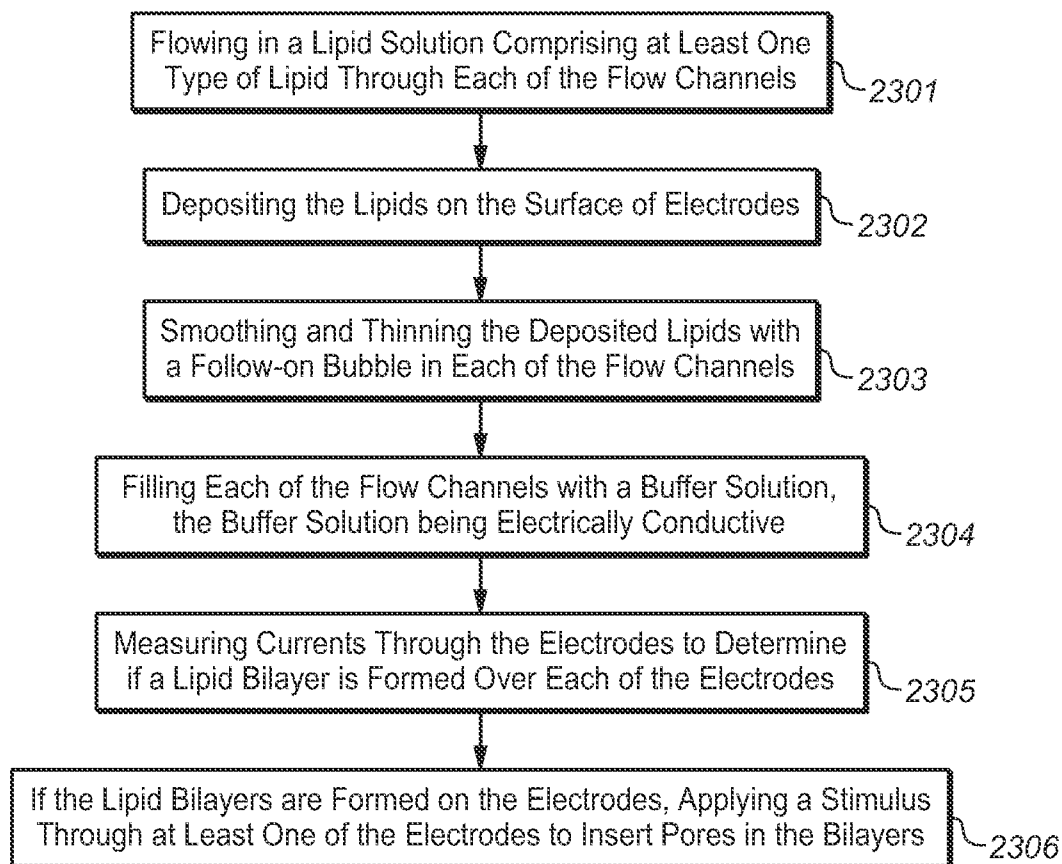 Flowing in a Lipid Solution Comprising at Least One
Type of Lipid Through Each of the Flow Channels
2301
Depositing the Lipids on the Surface of Electrodes
2302
Smoothing and Thinning the Deposited Lipids with
a Follow-on Bubble in Each of the Flow Channels
2303
Filling Each of the Flow Channels with a Buffer Solution,
the Buffer Solution being Electrically Conductive
2304
Measuring Currents Through the Electrodes to Determine
if a Lipid Bilayer is Formed Over Each of the Electrodes
2305
If the Lipid Bilayers are Formed on the Electrodes, Applying a Stimulus
Through at Least One of the Electrodes to Insert Pores in the Bilayers
2306